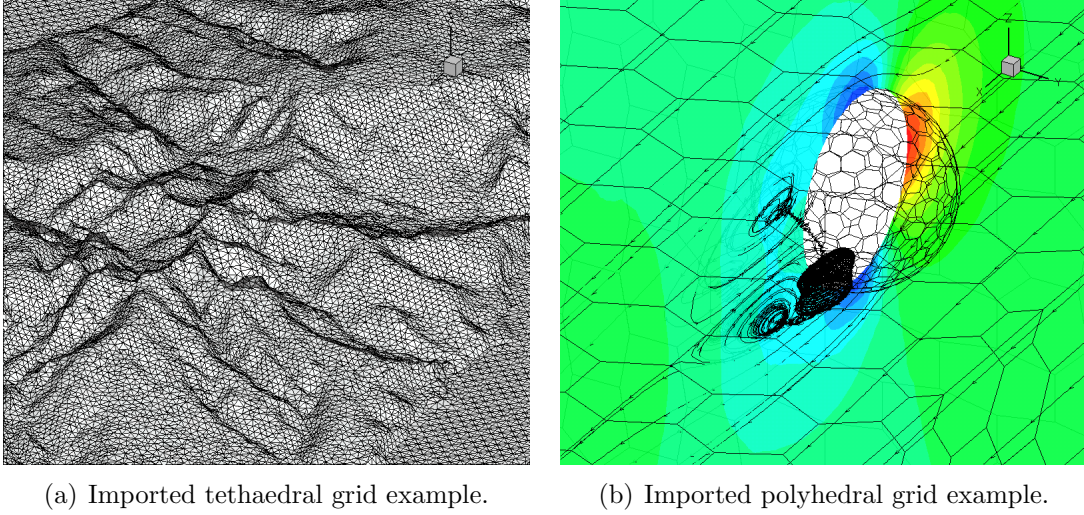 Z
X
Y
(a) Imported tethaedral grid example.
(b) Imported polyhedral grid example.